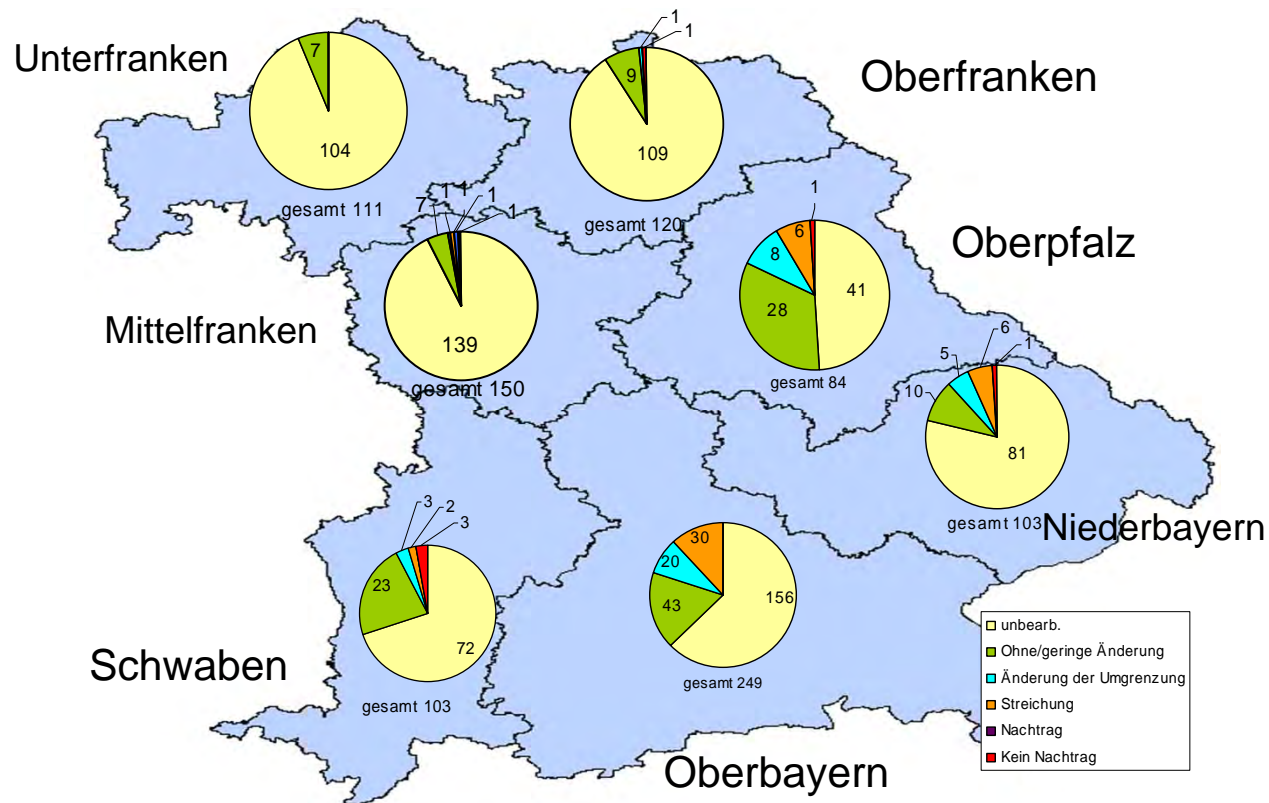 Unterfranken
7
104
gesamt 111
1
1
9
109
gesamt 120
Oberfranken
Mittelfranken
7
1
1
1
1
139
gesamt 150
Oberpfalz
1
6
8
41
28
gesamt 84
6
5
1
10
81
gesamt 103
Niederbayern
Schwaben
3
2
3
23
72
gesamt 103
30
20
43
156
gesamt 249
Oberbayern
unbearb.
Ohne/geringe Änderung
Änderung der Umgrenzung
Streichung
Nachtrag
Kein Nachtrag